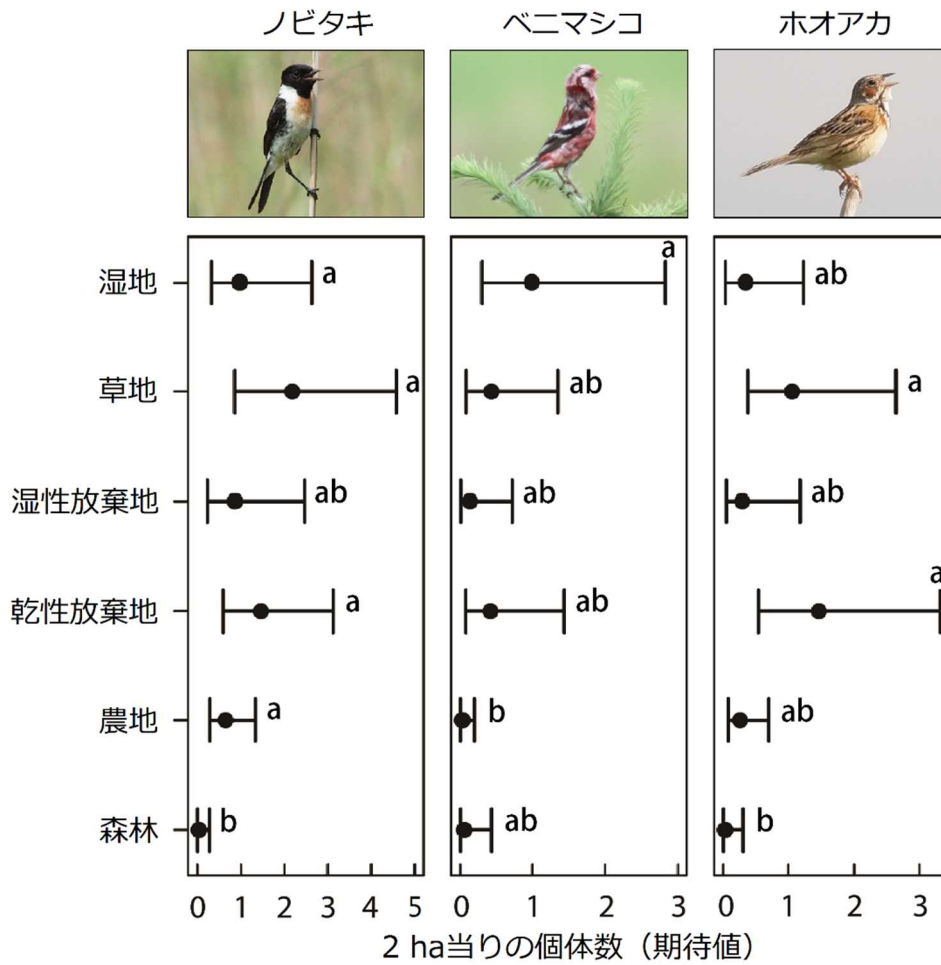 ノビタキ ベニマシコ ホオアカ
湿地 a a ab
草地 a ab a
湿性放棄地 ab ab ab
乾性放棄地 a ab a
農地 a b ab
森林 b ab b
0 1 2 3 4 5 0 1 2 3 0 1 2 3
2 ha当りの個体数（期待値）